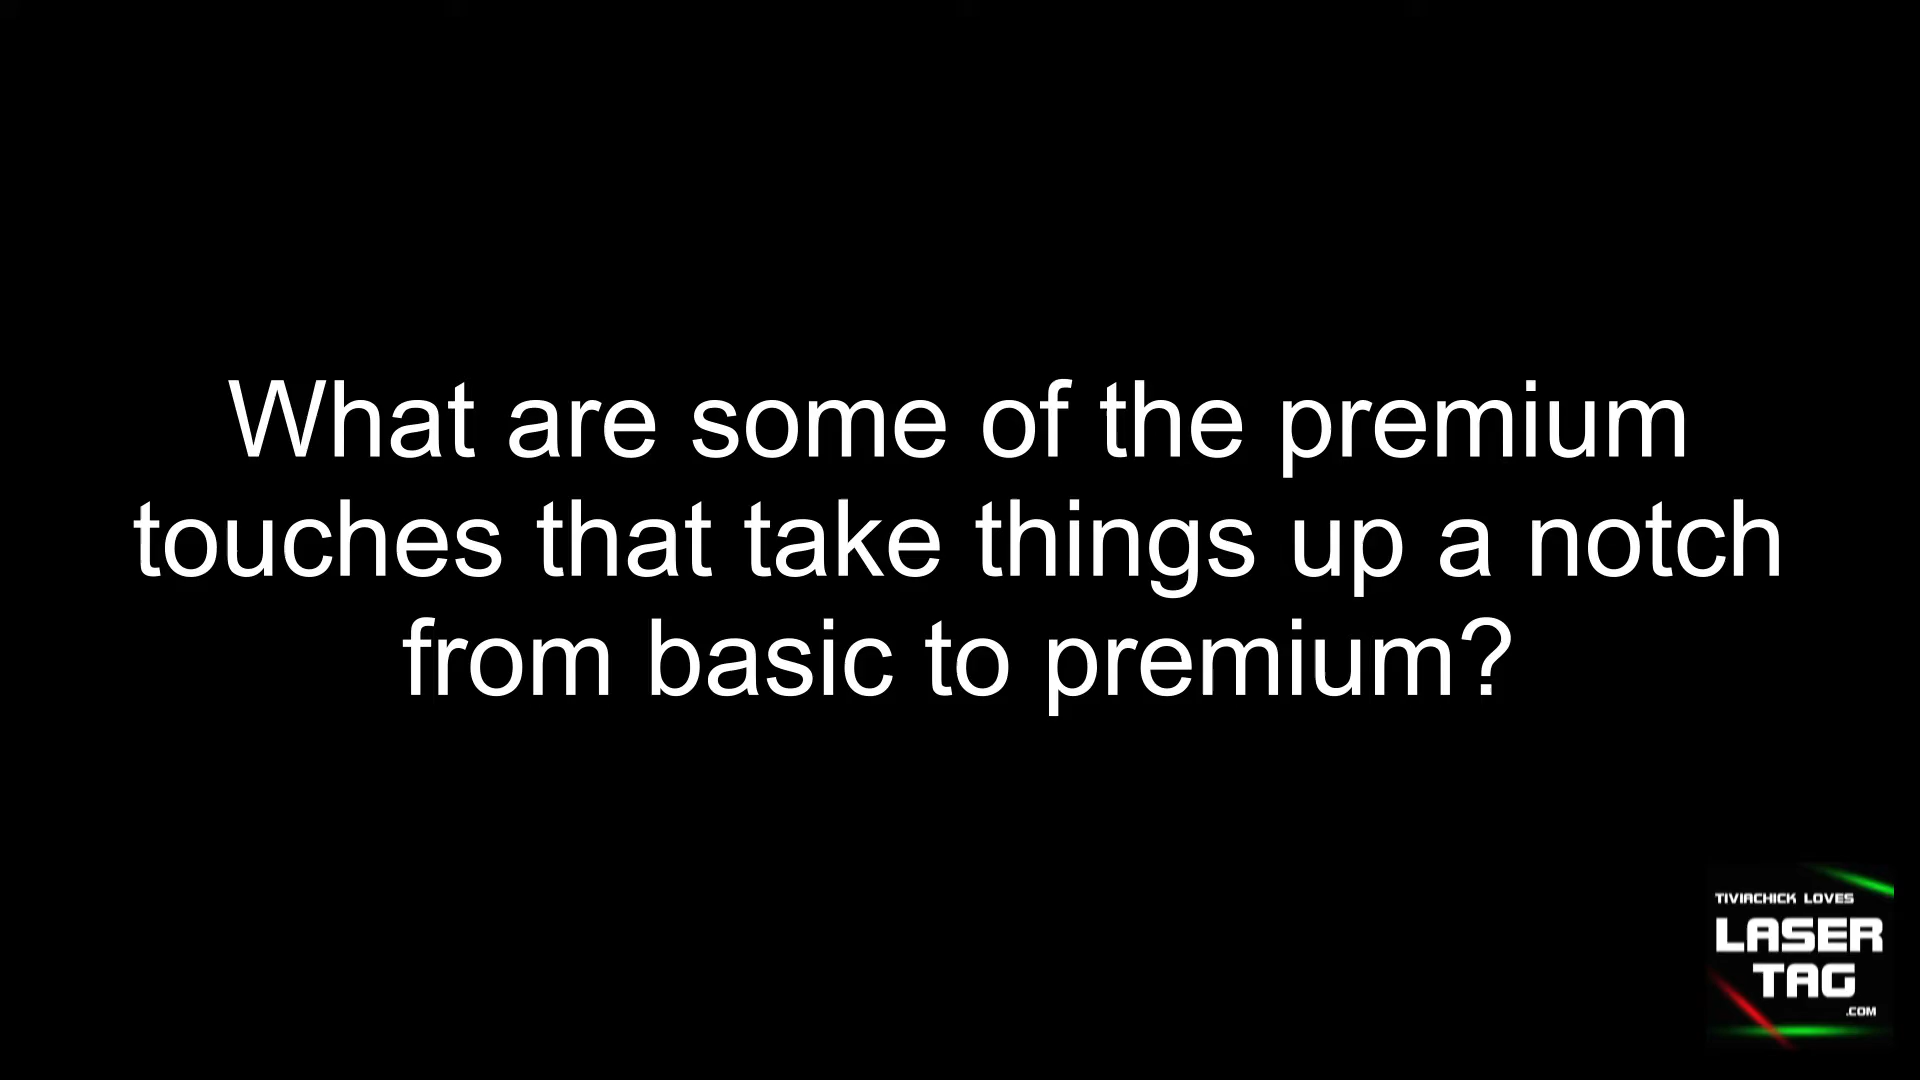 What are some of the premium
touches that take things up a notch
from basic to premium?
TIVIACHICK LOVES
LASER
TAG
.COM